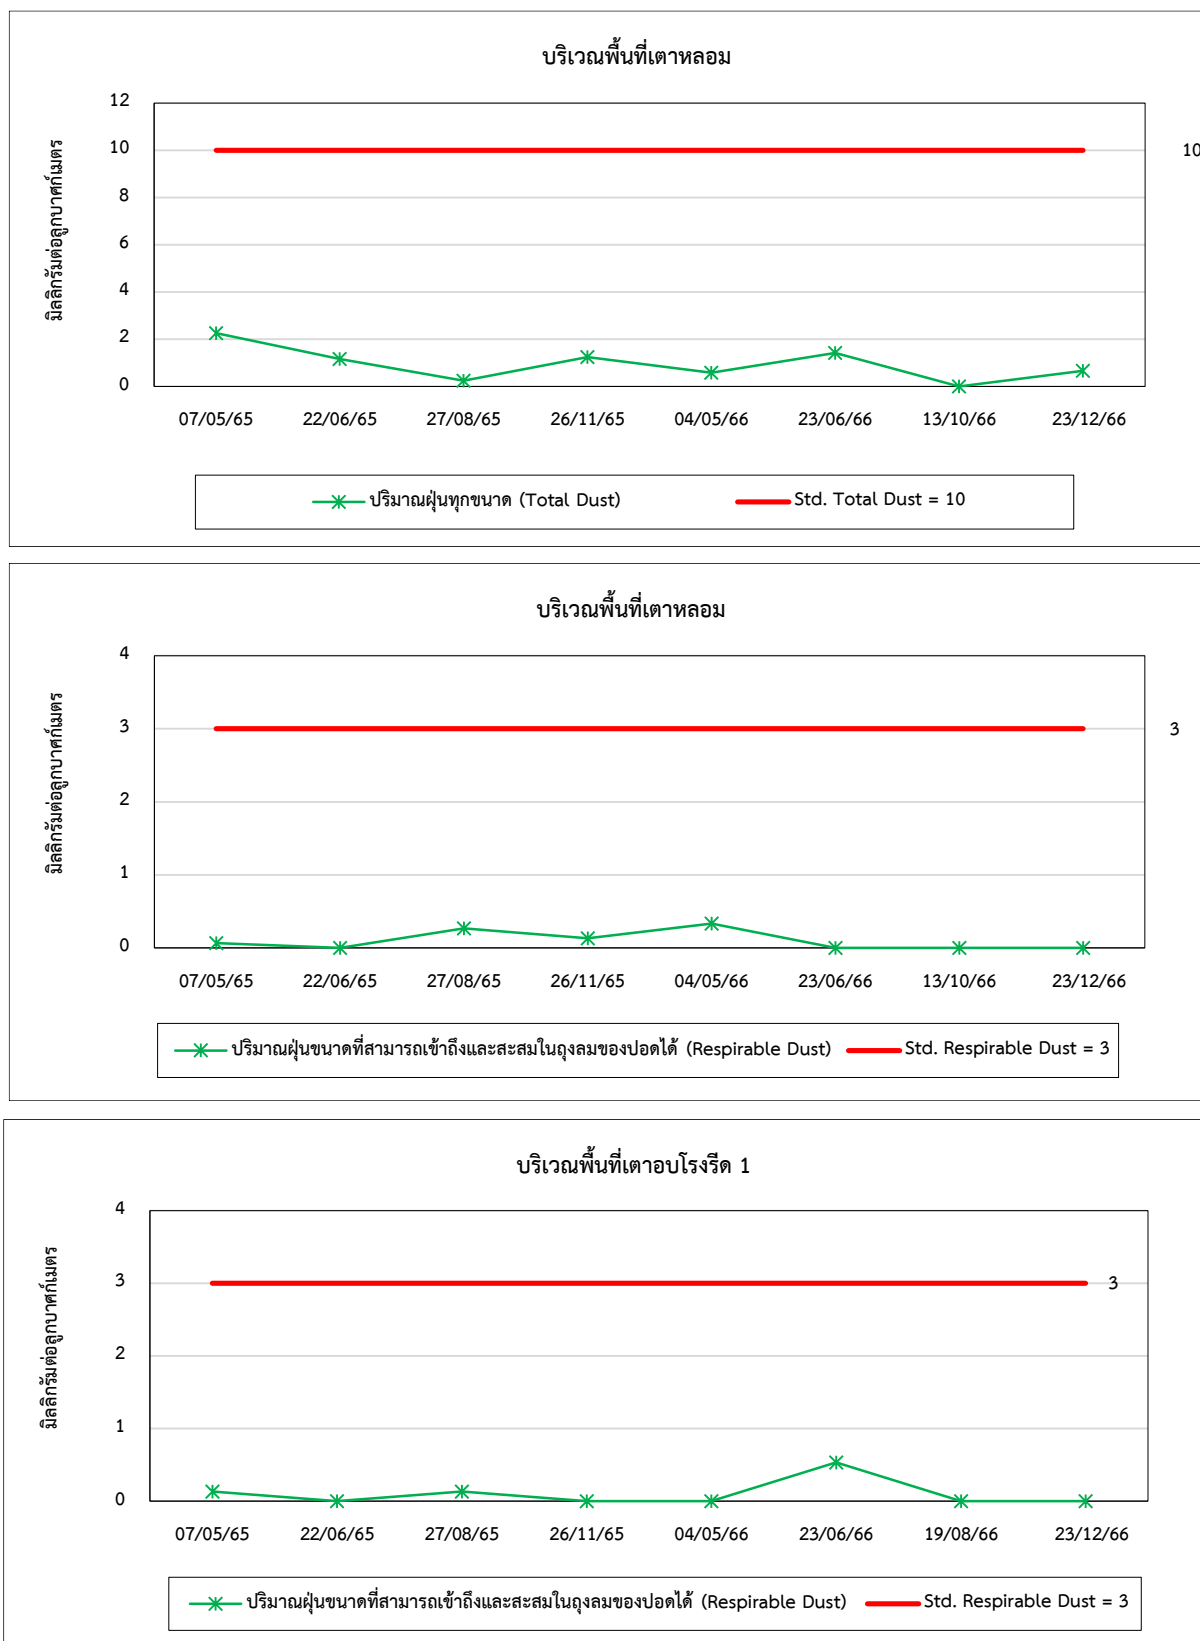 บริเวณพื้นที่เตาหลอม
มิลลิกรัมต่อลูกบาศก์เมตร
12
10
8
6
4
2
0
10
07/05/65 22/06/65 27/08/65 26/11/65 04/05/66 23/06/66 13/10/66 23/12/66
ปริมาณฝุ่นทุกขนาด (Total Dust) Std. Total Dust = 10
บริเวณพื้นที่เตาหลอม
มิลลิกรัมต่อลูกบาศก์เมตร
4
3
2
1
0
3
07/05/65 22/06/65 27/08/65 26/11/65 04/05/66 23/06/66 13/10/66 23/12/66
ปริมาณฝุ่นขนาดที่สามารถเข้าถึงและสะสมในถุงลมของปอดได้ (Respirable Dust) Std. Respirable Dust = 3
บริเวณพื้นที่เตาอบโรงรีด 1
มิลลิกรัมต่อลูกบาศก์เมตร
4
3
2
1
0
3
07/05/65 22/06/65 27/08/65 26/11/65 04/05/66 23/06/66 19/08/66 23/12/66
ปริมาณฝุ่นขนาดที่สามารถเข้าถึงและสะสมในถุงลมของปอดได้ (Respirable Dust) Std. Respirable Dust = 3